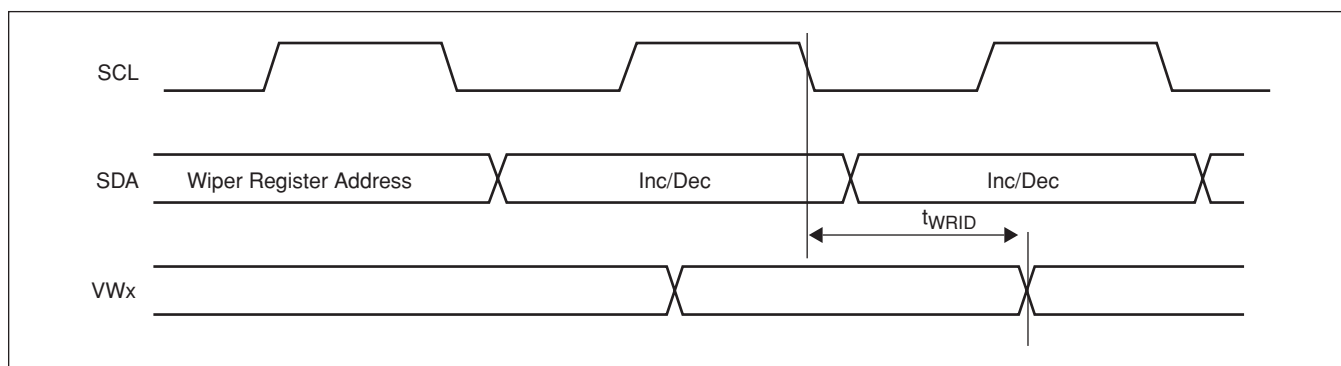 SCL
SDA
Wiper Register Address
Inc/Dec
Inc/Dec
tWRID
VWx